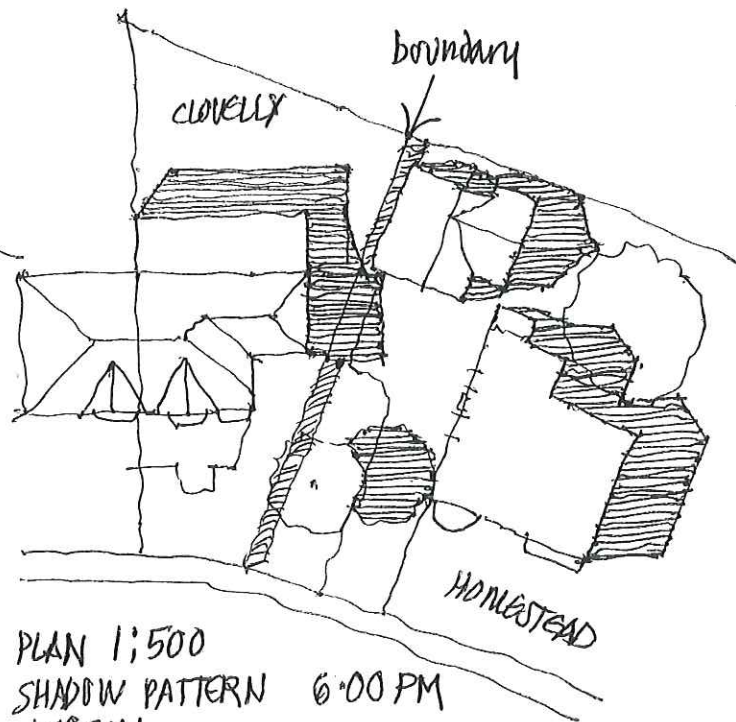 boundary
CLOVELLY
HOMESTEAD
PLAN 1:500
SHADOW PATTERN 6:00 PM